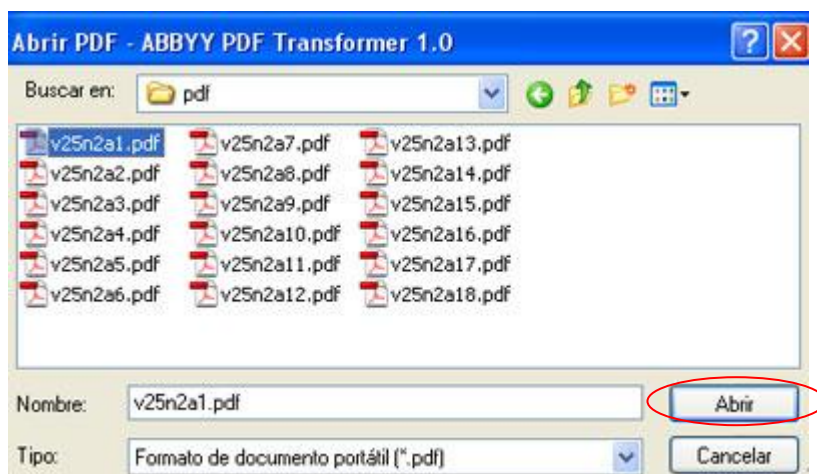 Abrir PDF - ABBYY PDF Transformer 1.0
Buscar en: pdf
v25n2a1.pdf v25n2a7.pdf v25n2a13.pdf
v25n2a2.pdf v25n2a8.pdf v25n2a14.pdf
v25n2a3.pdf v25n2a9.pdf v25n2a15.pdf
v25n2a4.pdf v25n2a10.pdf v25n2a16.pdf
v25n2a5.pdf v25n2a11.pdf v25n2a17.pdf
v25n2a6.pdf v25n2a12.pdf v25n2a18.pdf
Nombre: v25n2a1.pdf Abrir
Tipo: Formato de documento portátil (*.pdf) Cancelar